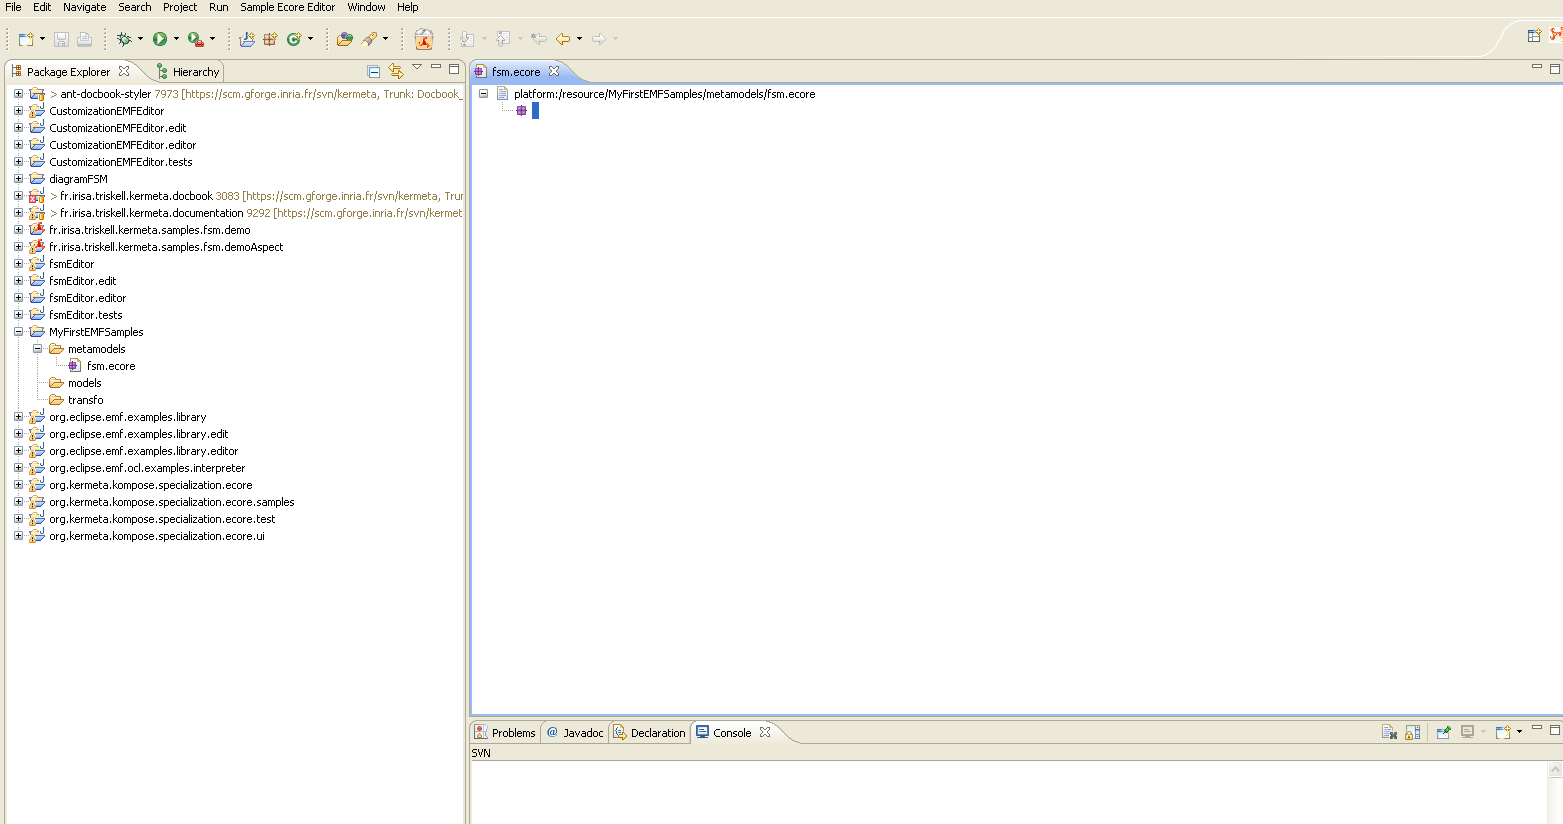 File Edit Navigate Search Project Run Sample Ecore Editor Window Help
Package Explorer Hierarchy
> ant-docbook-styler 7973 [https://scm.gforge.inria.fr/svn/kermeta, Trunk: Docbook_
CustomizationEMFEditor
CustomizationEMFEditor.edit
CustomizationEMFEditor.editor
CustomizationEMFEditor.tests
diagramFSM
> fr.irisa.triskell.kermeta.docbook 3083 [https://scm.gforge.inria.fr/svn/kermeta, Trur
> fr.irisa.triskell.kermeta.documentation 9292 [https://scm.gforge.inria.fr/svn/kermet
fr.irisa.triskell.kermeta.samples.fsm.demo
fr.irisa.triskell.kermeta.samples.fsm.demoAspect
fsmEditor
fsmEditor.edit
fsmEditor.editor
fsmEditor.tests
MyFirstEMFSamples
metamodels
fsm.ecore
models
transfo
org.eclipse.emf.examples.library
org.eclipse.emf.examples.library.edit
org.eclipse.emf.examples.library.editor
org.eclipse.emf.ocl.examples.interpreter
org.kermeta.kompose.specialization.ecore
org.kermeta.kompose.specialization.ecore.samples
org.kermeta.kompose.specialization.ecore.test
org.kermeta.kompose.specialization.ecore.ui
fsm.ecore
platform:/resource/MyFirstEMFSamples/metamodels/fsm.ecore
Problems @ Javadoc Declaration Console
SVN